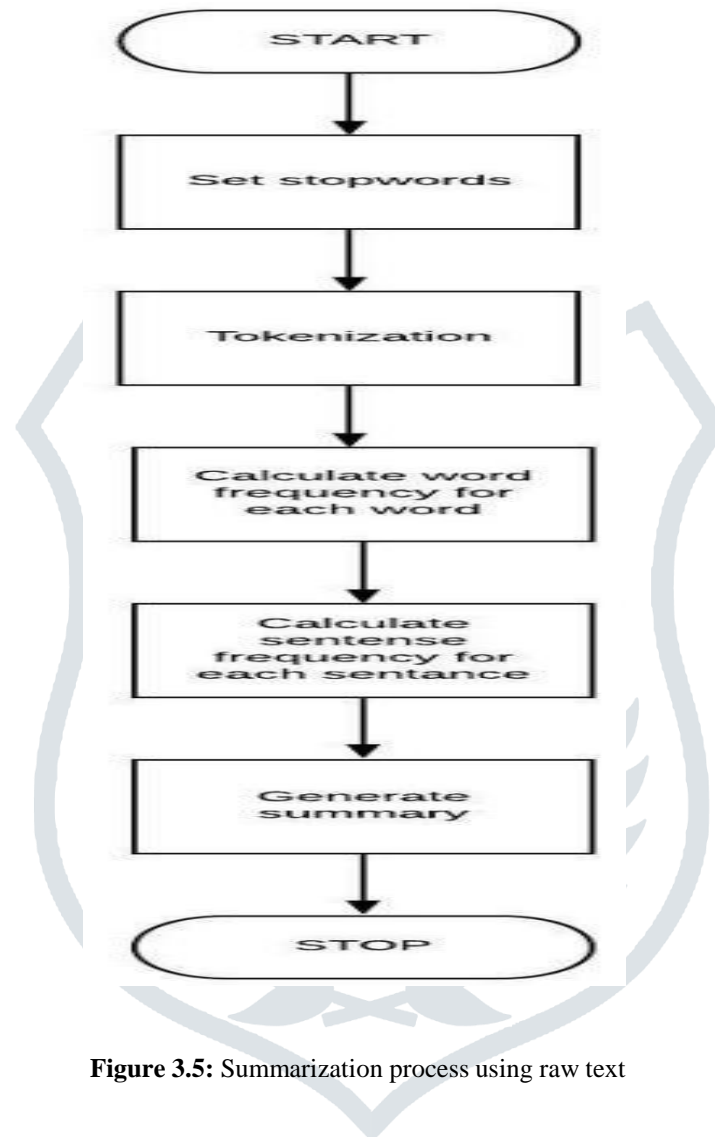 START
Set stopwords
Tokenization
Calculate word
frequency for
each word
Calculate
sentense
frequency for
each sentance
Generate
summary
STOP
Figure 3.5: Summarization process using raw text